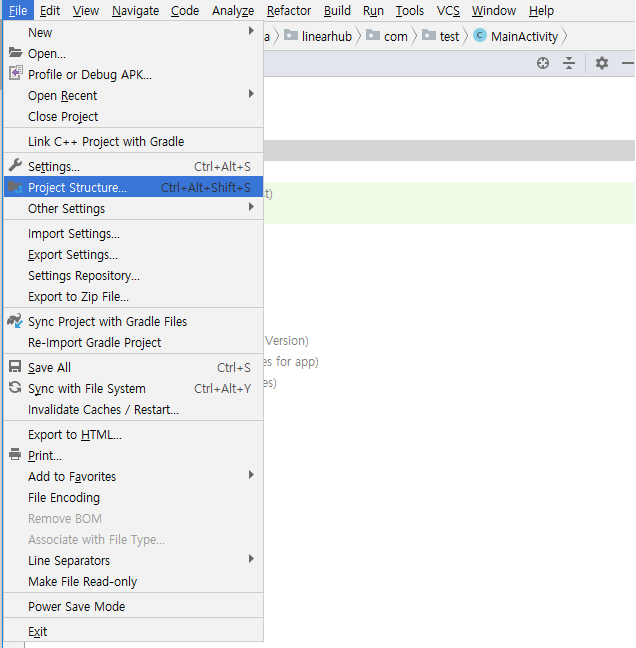 File Edit View Navigate Code Analyze Refactor Build Run Tools VCS Window Help
a linearhub com test C MainActivity
New
Open...
Profile or Debug APK...
Open Recent
Close Project
Link C++ Project with Gradle
Settings... Ctrl+Alt+S
Project Structure... Ctrl+Alt+Shift+S
t)
Other Settings
Import Settings...
Export Settings...
Settings Repository...
Export to Zip File...
Sync Project with Gradle Files
Re-Import Gradle Project
Version)
es for app)
Save All Ctrl+S
Sync with File System Ctrl+Alt+Y
es)
Invalidate Caches / Restart...
Export to HTML...
Print...
Add to Favorites
File Encoding
Remove BOM
Associate with File Type...
Line Separators
Make File Read-only
Power Save Mode
Exit